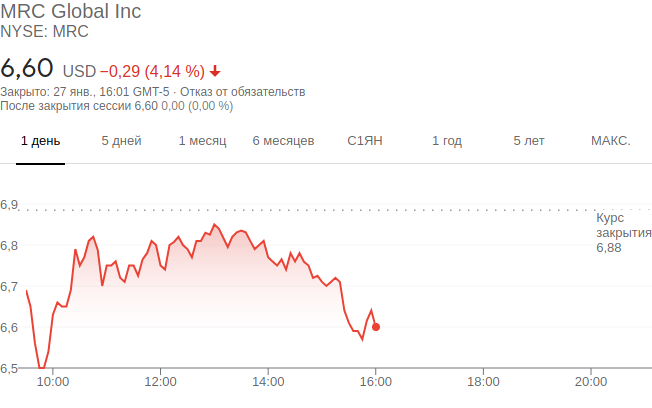 MRC Global Inc
NYSE: MRC
6,60 USD −0,29 (4,14 %)
Закрыто: 27 янв., 16:01 GMT-5 · Отказ от обязательств
После закрытия сессии 6,60 0,00 (0,00 %)
1 день 5 дней 1 месяц 6 месяцев С1ЯН 1 год 5 лет МАКС.
6,9
Курс
закрытия
6,88
6,8
6,7
6,6
6,5
10:00 12:00 14:00 16:00 18:00 20:00